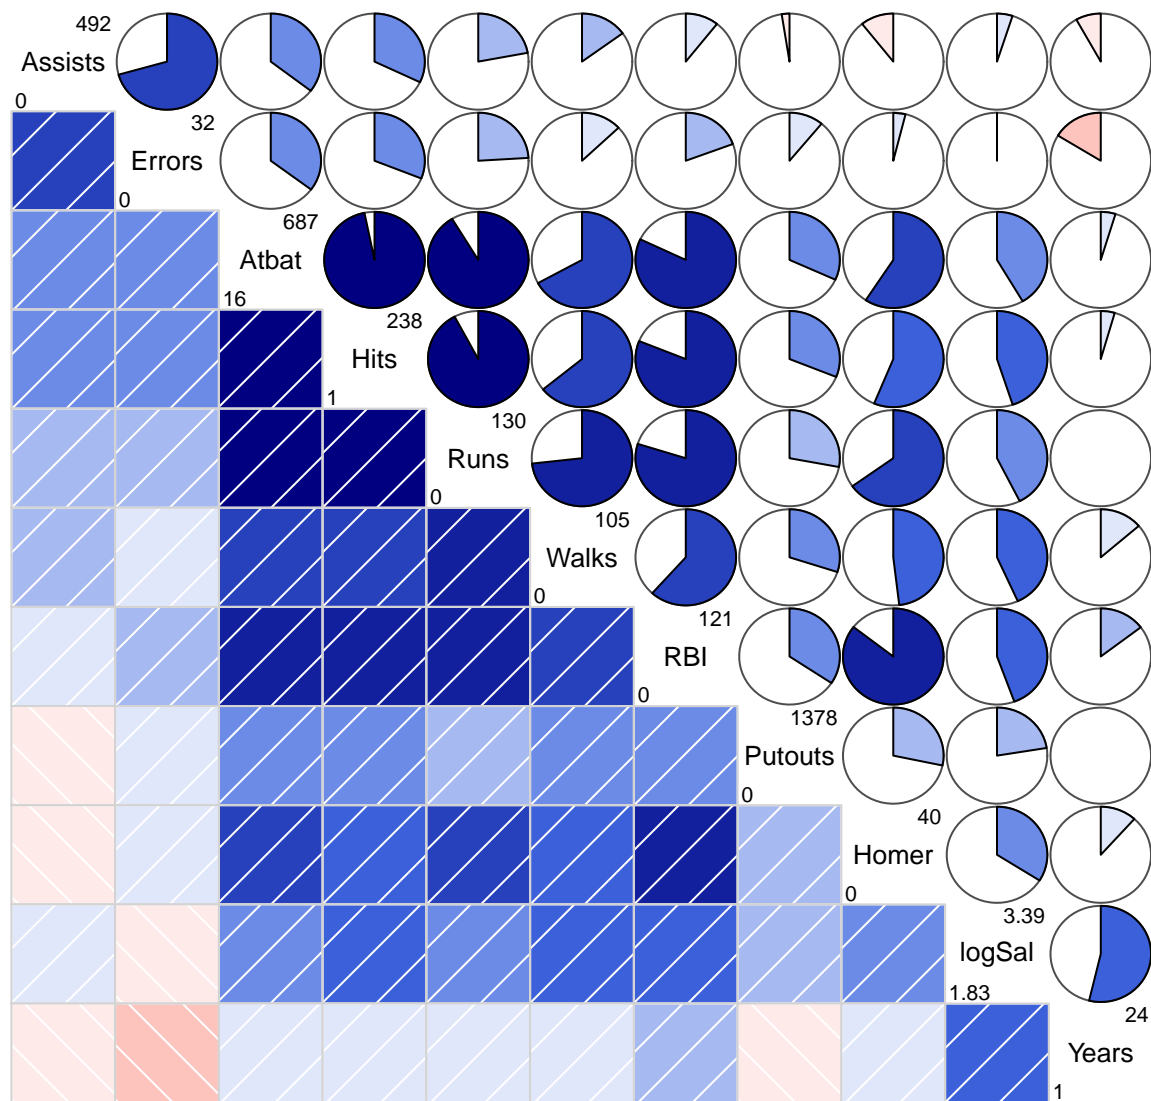 492
Assists
0
32
Errors
0
687
Atbat
16
238
Hits
1
130
Runs
0
105
Walks
0
121
RBI
0
1378
Putouts
0
40
Homer
0
3.39
logSal
1.83
24
Years
1